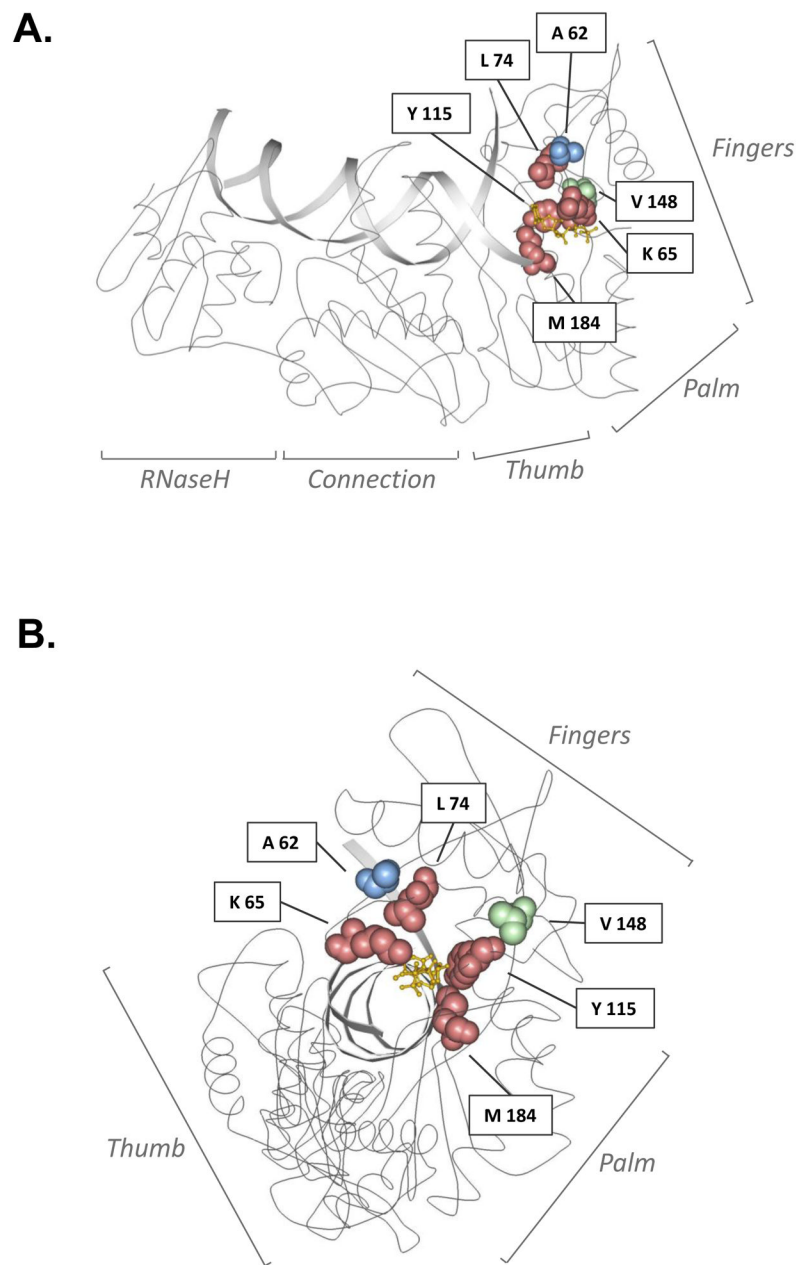 A.
A 62
L 74
Y 115
Fingers
V 148
K 65
M 184
Palm
Thumb
RNaseH
Connection
B.
Fingers
L 74
A 62
K 65
V 148
Y 115
M 184
Thumb
Palm